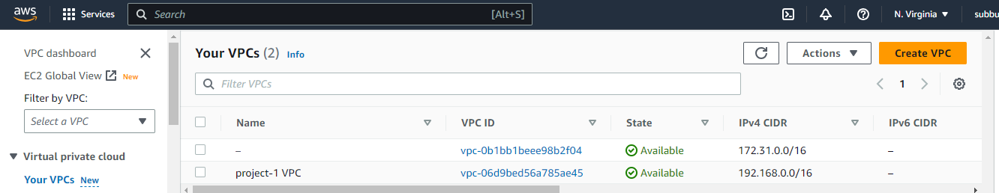 aws Services Search [Alt+S] N. Virginia subbu
VPC dashboard
EC2 Global View New
Filter by VPC:
Select a VPC
Virtual private cloud
Your VPCs New
Your VPCs (2) Info Actions Create VPC
Filter VPCs 1
Name VPC ID State IPv4 CIDR IPv6 CIDR
– vpc-0b1bb1beee98b2f04 Available 172.31.0.0/16 –
project-1 VPC vpc-06d9bed56a785ae45 Available 192.168.0.0/16 –